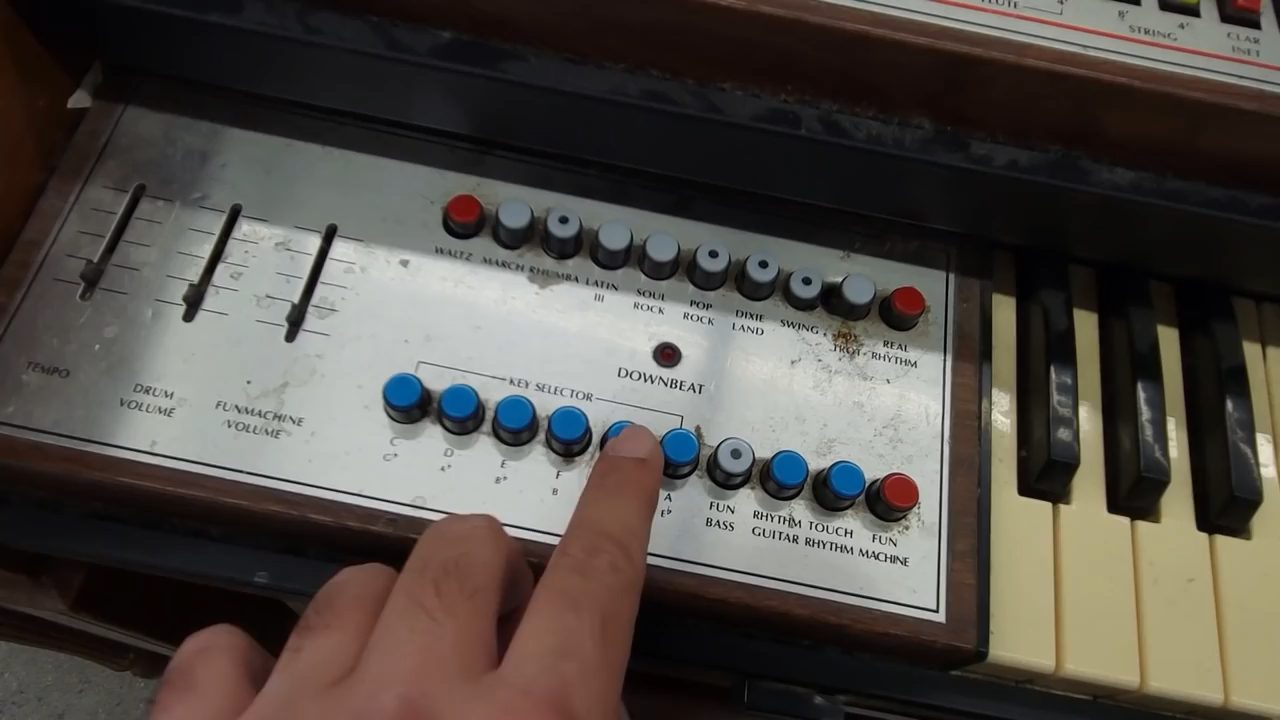 FLUTE 4'
8' 4'
STRING
CLAR
INET
WALTZ
MARCH
RHUMBA
LATIN
III
SOUL
ROCK
POP
ROCK
DIXIE
LAND
SWING
FOX
TROT
REAL
RHYTHM
DOWNBEAT
TEMPO
DRUM
VOLUME
FUNMACHINE
VOLUME
KEY SELECTOR
C
D
E
B♭
F
B
A
E♭
FUN
BASS
RHYTHM
GUITAR
TOUCH
RHYTHM
FUN
MACHINE